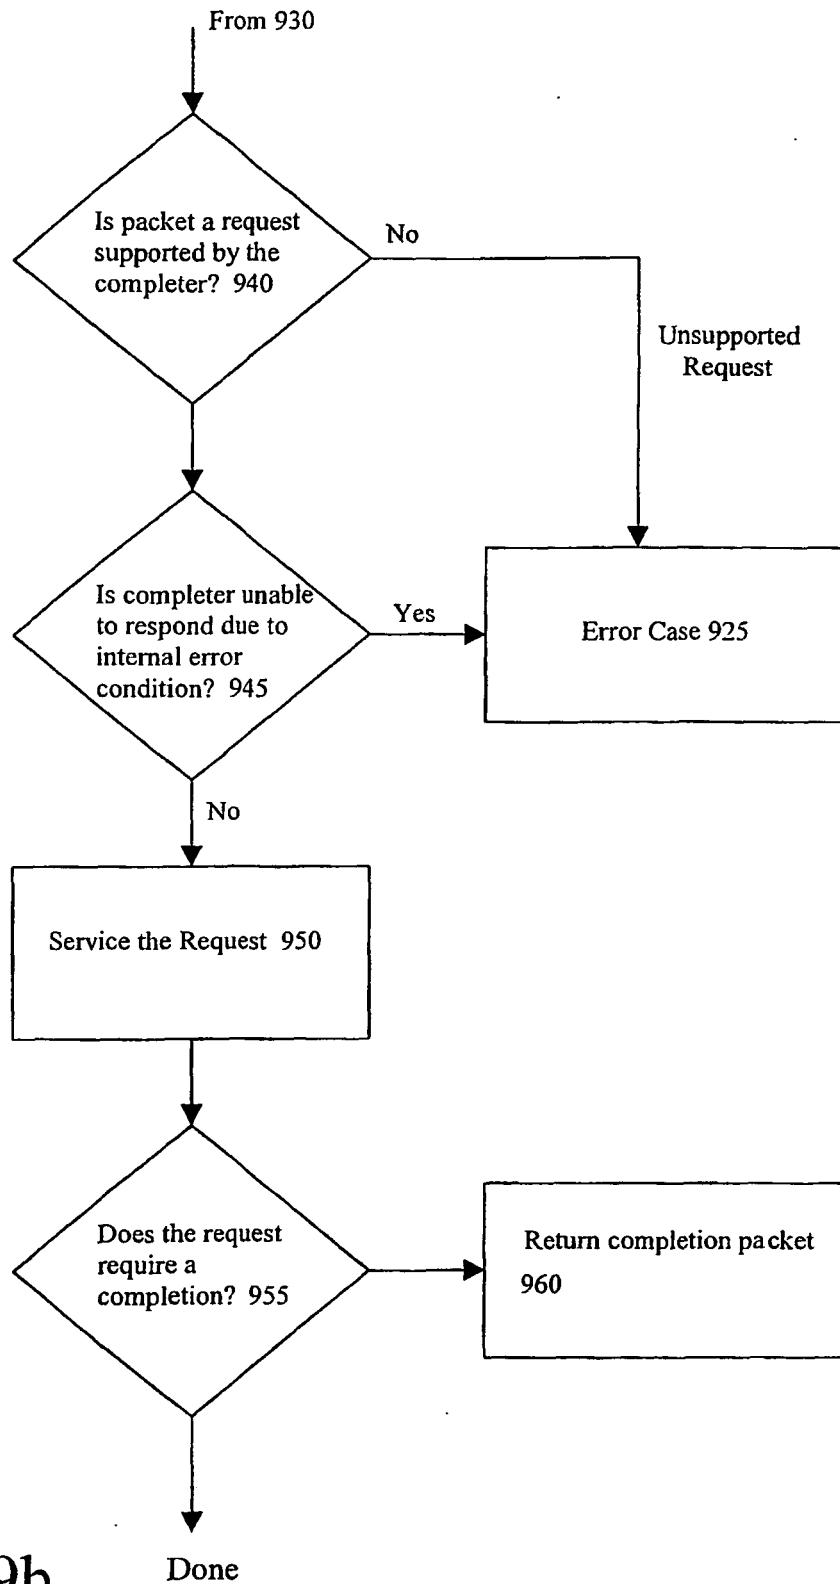 From 930
Is packet a request
supported by the
completer? 940
No
Unsupported
Request
Is completer unable
to respond due to
internal error
condition? 945
Yes
Error Case 925
No
Service the Request 950
Does the request
require a
completion? 955
Return completion packet
960
9b
Done